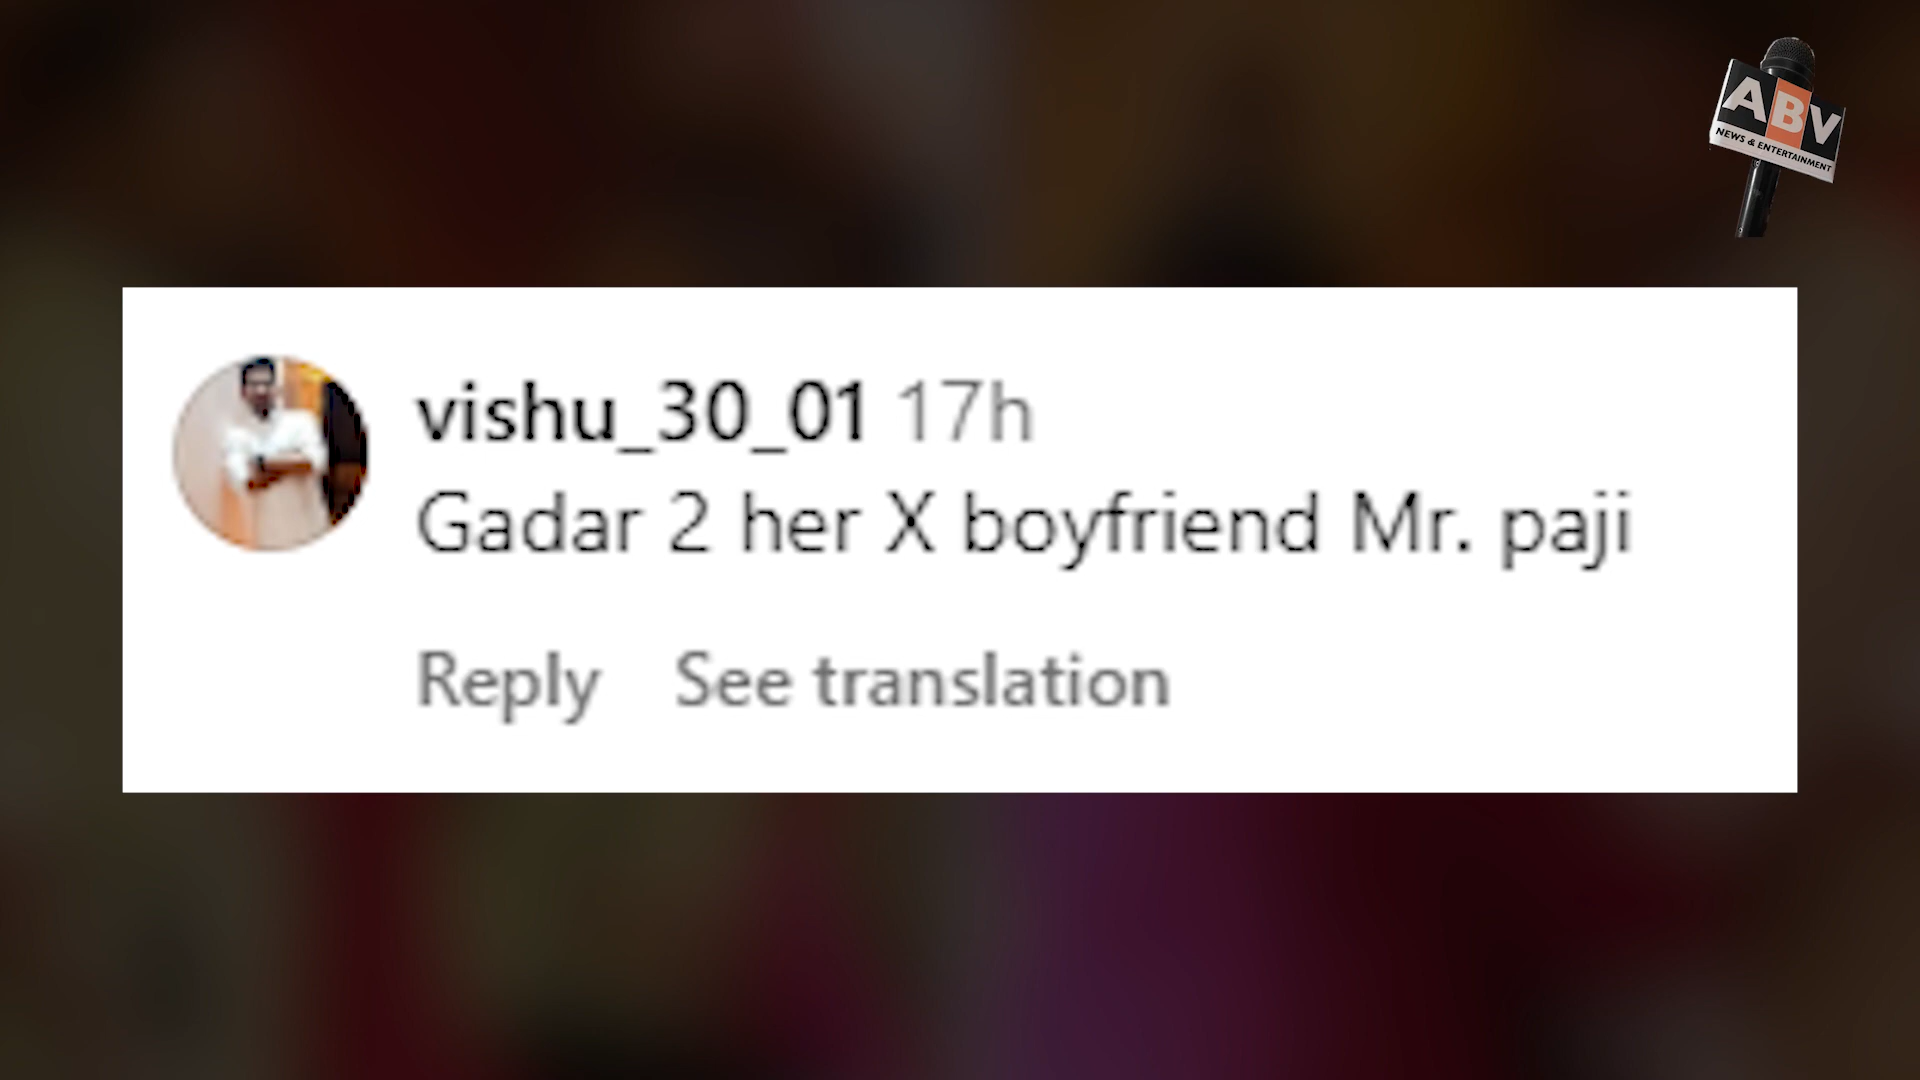 ABV
NEWS & ENTERTAINMENT
vishu_30_01 17h
Gadar 2 her X boyfriend Mr. paji
Reply See translation